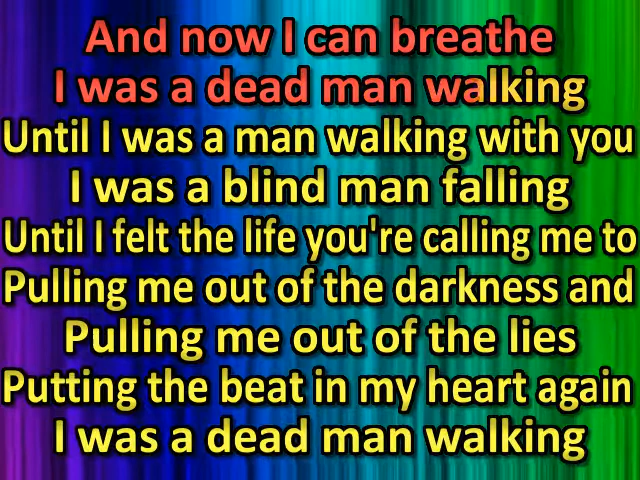 And now I can breathe
I was a dead man walking
Until I was a man walking with you
I was a blind man falling
Until I felt the life you're calling me to
Pulling me out of the darkness and
Pulling me out of the lies
Putting the beat in my heart again
I was a dead man walking